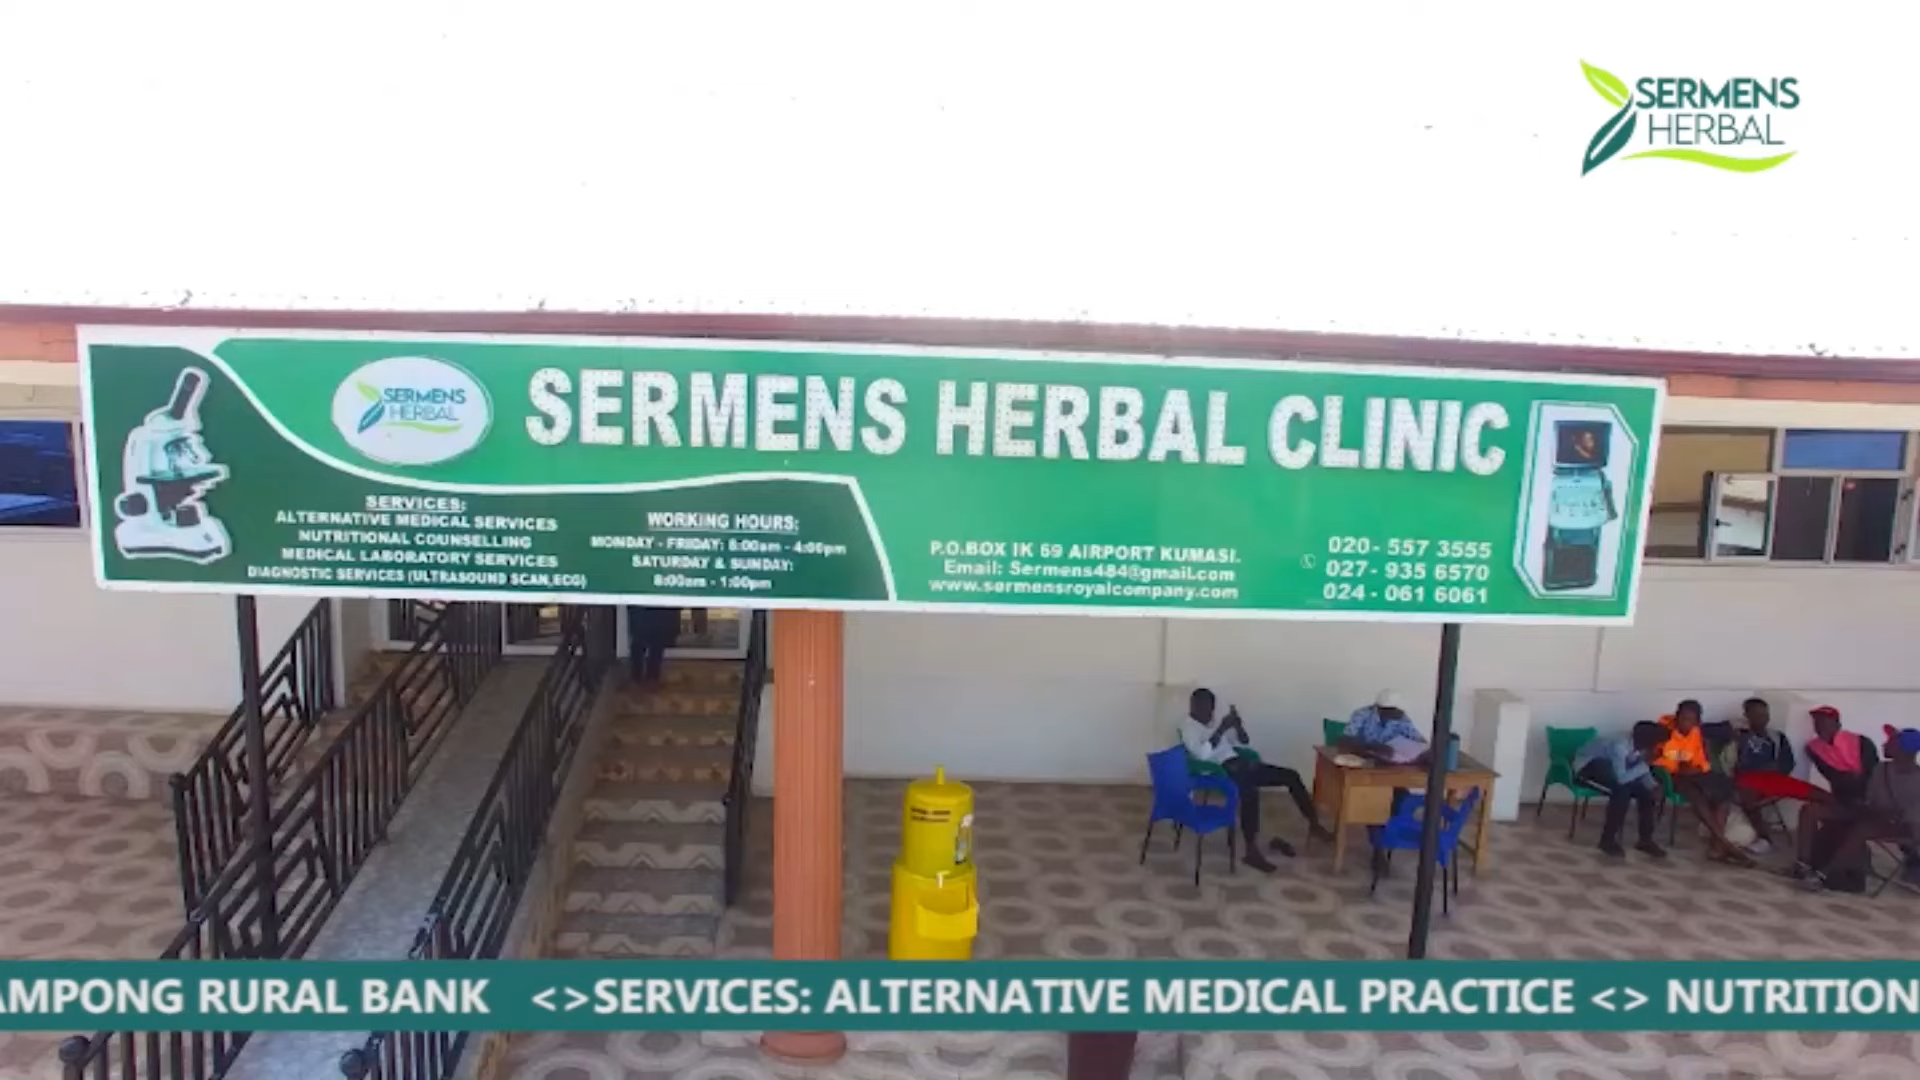 SERMENS
HERBAL
SERMENS
HERBAL
SERMENS HERBAL CLINIC
SERVICES:
ALTERNATIVE MEDICAL SERVICES
NUTRITIONAL COUNSELLING
MEDICAL LABORATORY SERVICES
DIAGNOSTIC SERVICES (ULTRASOUND SCAN,ECG)
WORKING HOURS:
MONDAY - FRIDAY: 8:00am - 4:00pm
SATURDAY & SUNDAY:
8:00am - 1:00pm
P.O.BOX IK 69 AIRPORT KUMASI.
Email: Sermens484@gmail.com
www.sermensroyalcompany.com
020- 557 3555
027- 935 6570
024 - 061 6061
AMPONG RURAL BANK <>SERVICES: ALTERNATIVE MEDICAL PRACTICE <> NUTRITION